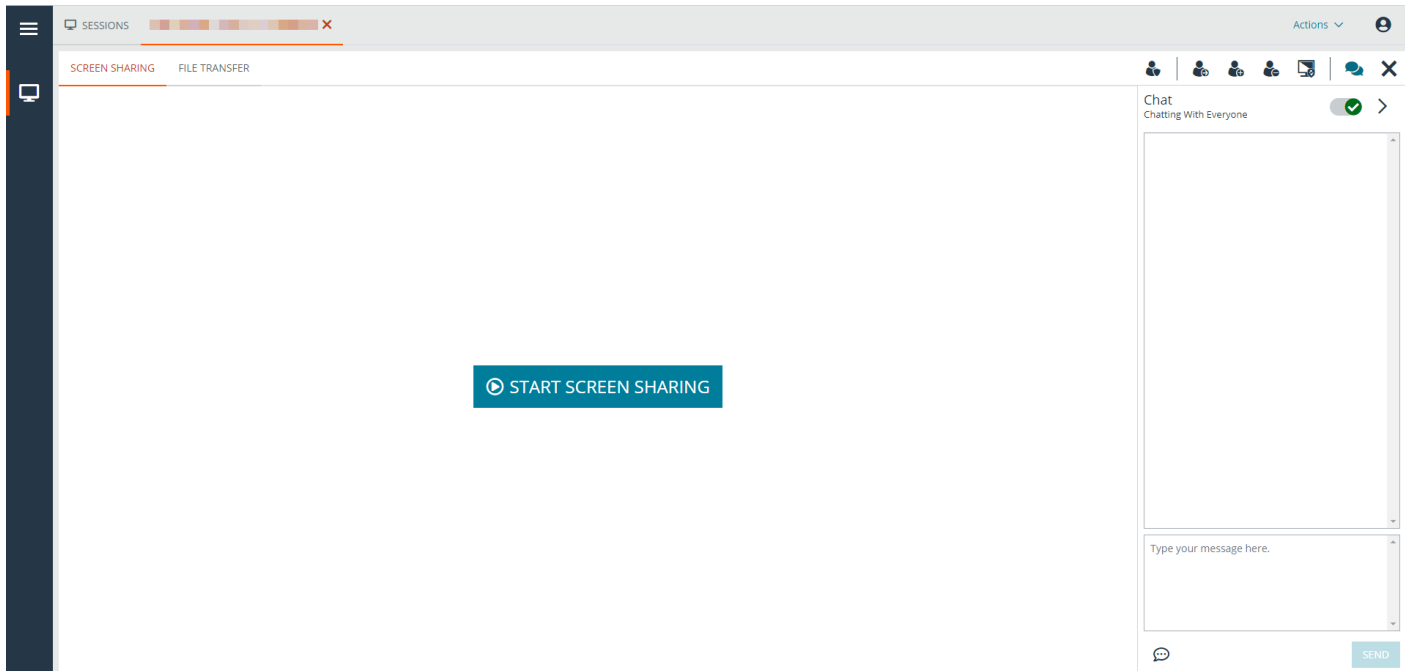 SESSIONS
Actions
SCREEN SHARING FILE TRANSFER
Chat
Chatting With Everyone
START SCREEN SHARING
Type your message here.
SEND